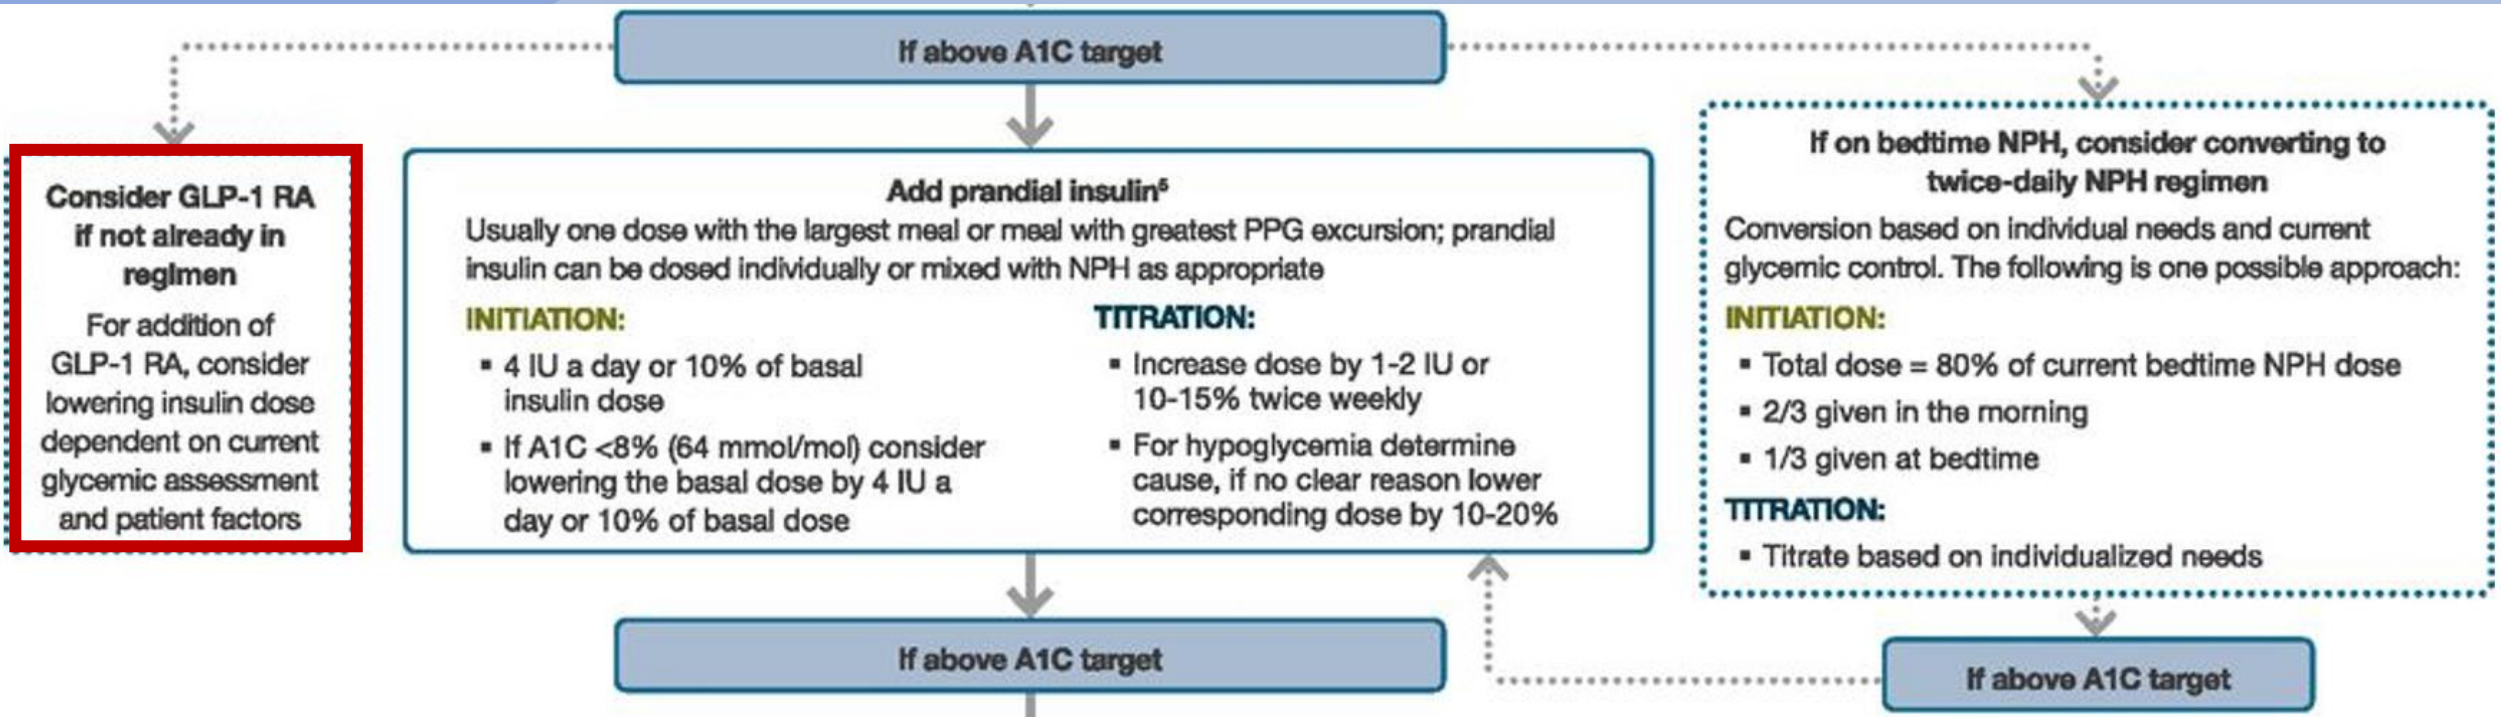 If above A1C target
Consider GLP-1 RA
if not already in
regimen
For addition of
GLP-1 RA, consider
lowering insulin dose
dependent on current
glycemic assessment
and patient factors
Add prandial insulin⁵
Usually one dose with the largest meal or meal with greatest PPG excursion; prandial
insulin can be dosed individually or mixed with NPH as appropriate
INITIATION:
▪ 4 IU a day or 10% of basal
insulin dose
▪ If A1C <8% (64 mmol/mol) consider
lowering the basal dose by 4 IU a
day or 10% of basal dose
TITRATION:
▪ Increase dose by 1-2 IU or
10-15% twice weekly
▪ For hypoglycemia determine
cause, if no clear reason lower
corresponding dose by 10-20%
If on bedtime NPH, consider converting to
twice-daily NPH regimen
Conversion based on individual needs and current
glycemic control. The following is one possible approach:
INITIATION:
▪ Total dose = 80% of current bedtime NPH dose
▪ 2/3 given in the morning
▪ 1/3 given at bedtime
TITRATION:
▪ Titrate based on individualized needs
If above A1C target
If above A1C target